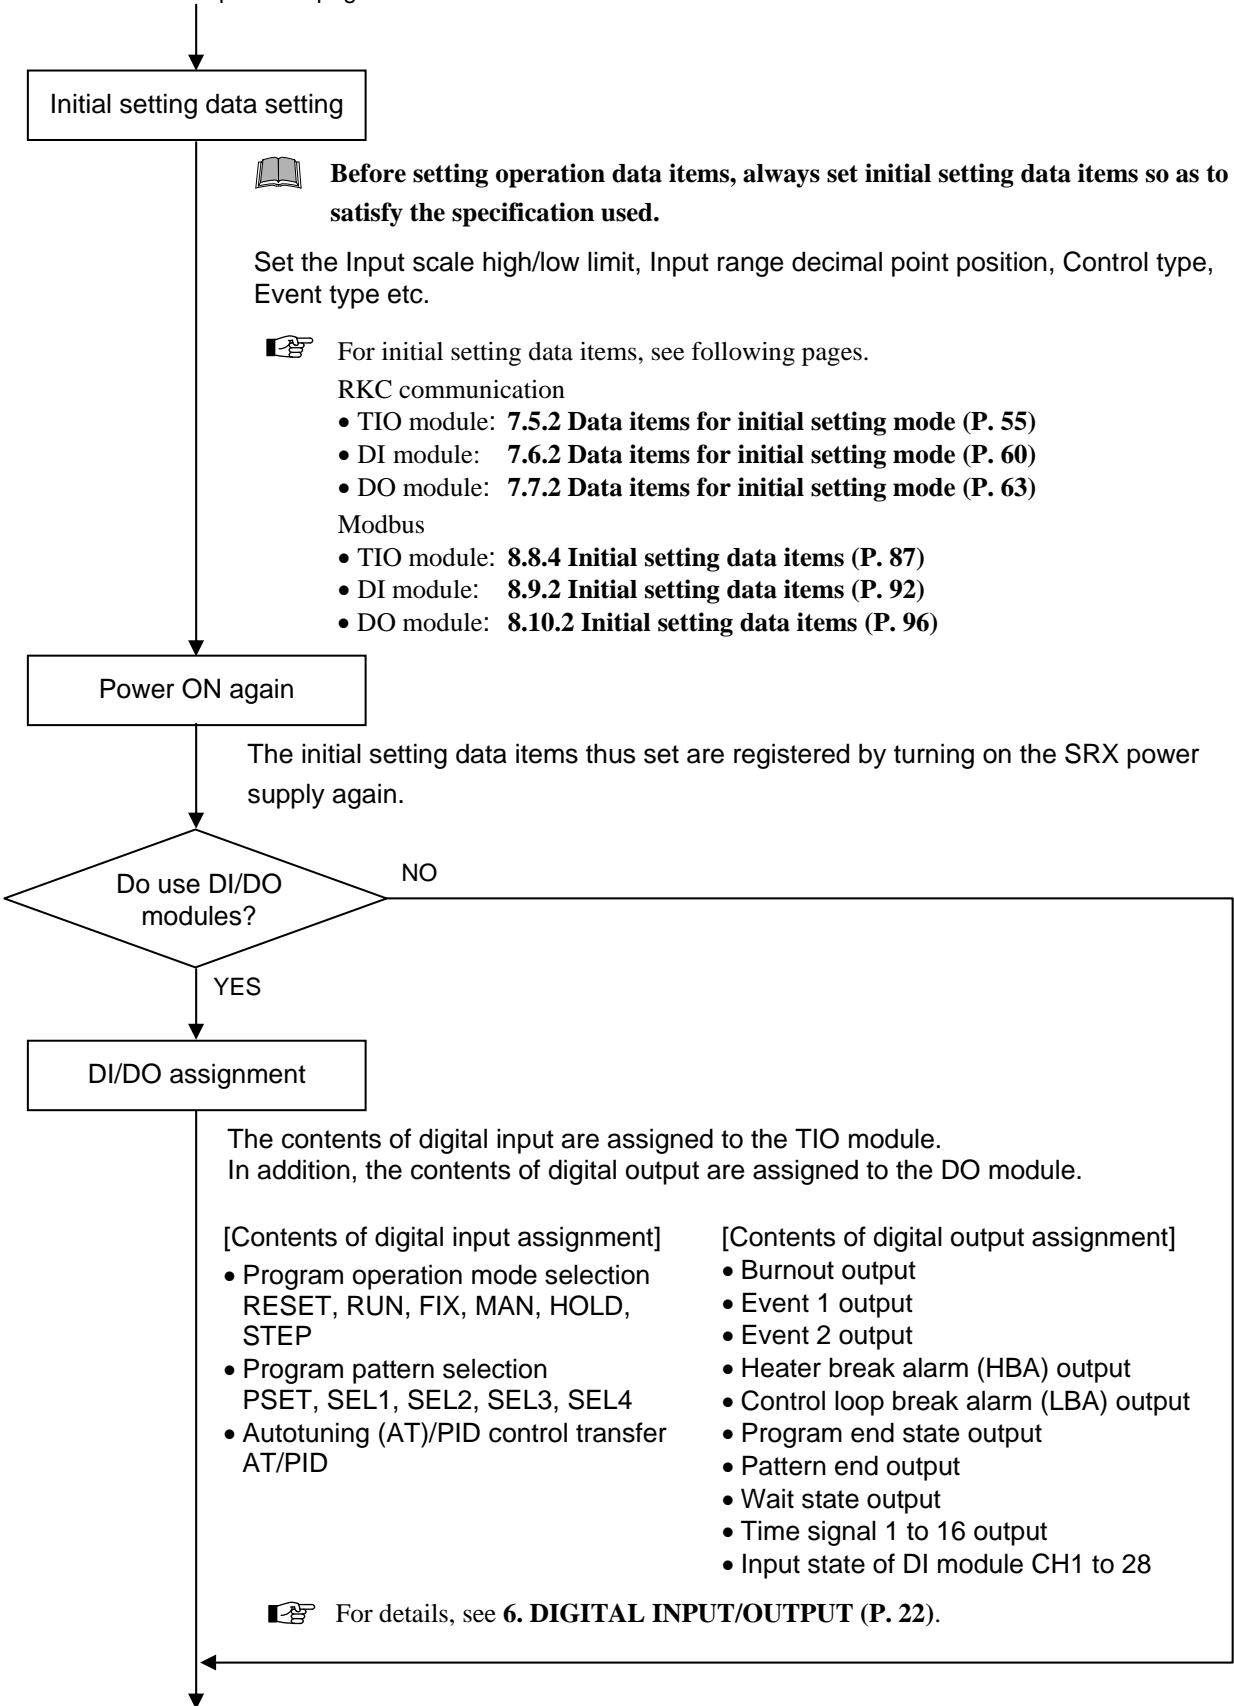 Initial setting data setting
Before setting operation data items, always set initial setting data items so as to
satisfy the specification used.
Set the Input scale high/low limit, Input range decimal point position, Control type,
Event type etc.
For initial setting data items, see following pages.
RKC communication
• TIO module: 7.5.2 Data items for initial setting mode (P. 55)
• DI module: 7.6.2 Data items for initial setting mode (P. 60)
• DO module: 7.7.2 Data items for initial setting mode (P. 63)
Modbus
• TIO module: 8.8.4 Initial setting data items (P. 87)
• DI module: 8.9.2 Initial setting data items (P. 92)
• DO module: 8.10.2 Initial setting data items (P. 96)
Power ON again
The initial setting data items thus set are registered by turning on the SRX power
supply again.
Do use DI/DO
modules?
NO
YES
DI/DO assignment
The contents of digital input are assigned to the TIO module.
In addition, the contents of digital output are assigned to the DO module.
[Contents of digital input assignment]
• Program operation mode selection
RESET, RUN, FIX, MAN, HOLD,
STEP
• Program pattern selection
PSET, SEL1, SEL2, SEL3, SEL4
• Autotuning (AT)/PID control transfer
AT/PID
[Contents of digital output assignment]
• Burnout output
• Event 1 output
• Event 2 output
• Heater break alarm (HBA) output
• Control loop break alarm (LBA) output
• Program end state output
• Pattern end output
• Wait state output
• Time signal 1 to 16 output
• Input state of DI module CH1 to 28
For details, see 6. DIGITAL INPUT/OUTPUT (P. 22).